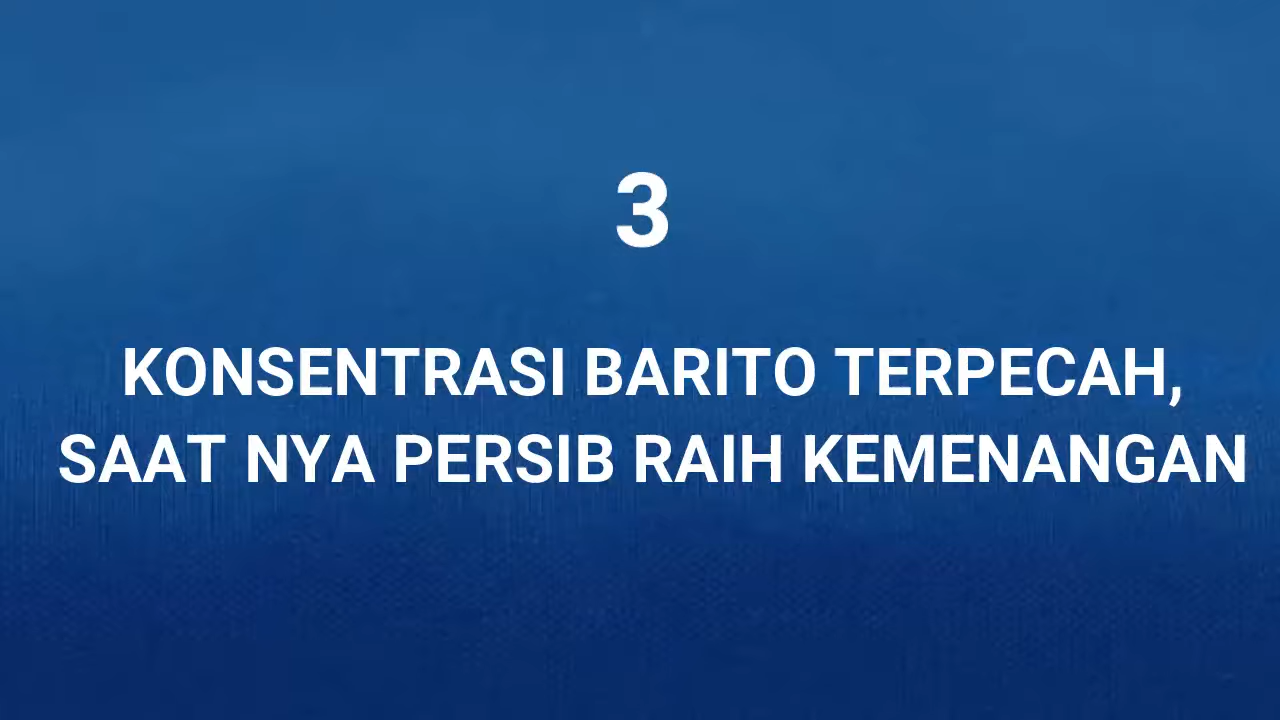 3
KONSENTRASI BARITO TERPECAH,
SAAT NYA PERSIB RAIH KEMENANGAN